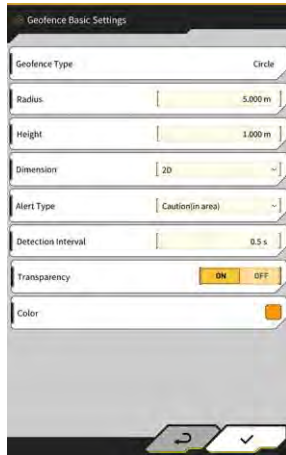 Geofence Basic Settings
Geofence Type Circle
Radius 5.000 m
Height 1.000 m
Dimension 2D
Alert Type Caution(in area)
Detection Interval 0.5 s
Transparency ON OFF
Color